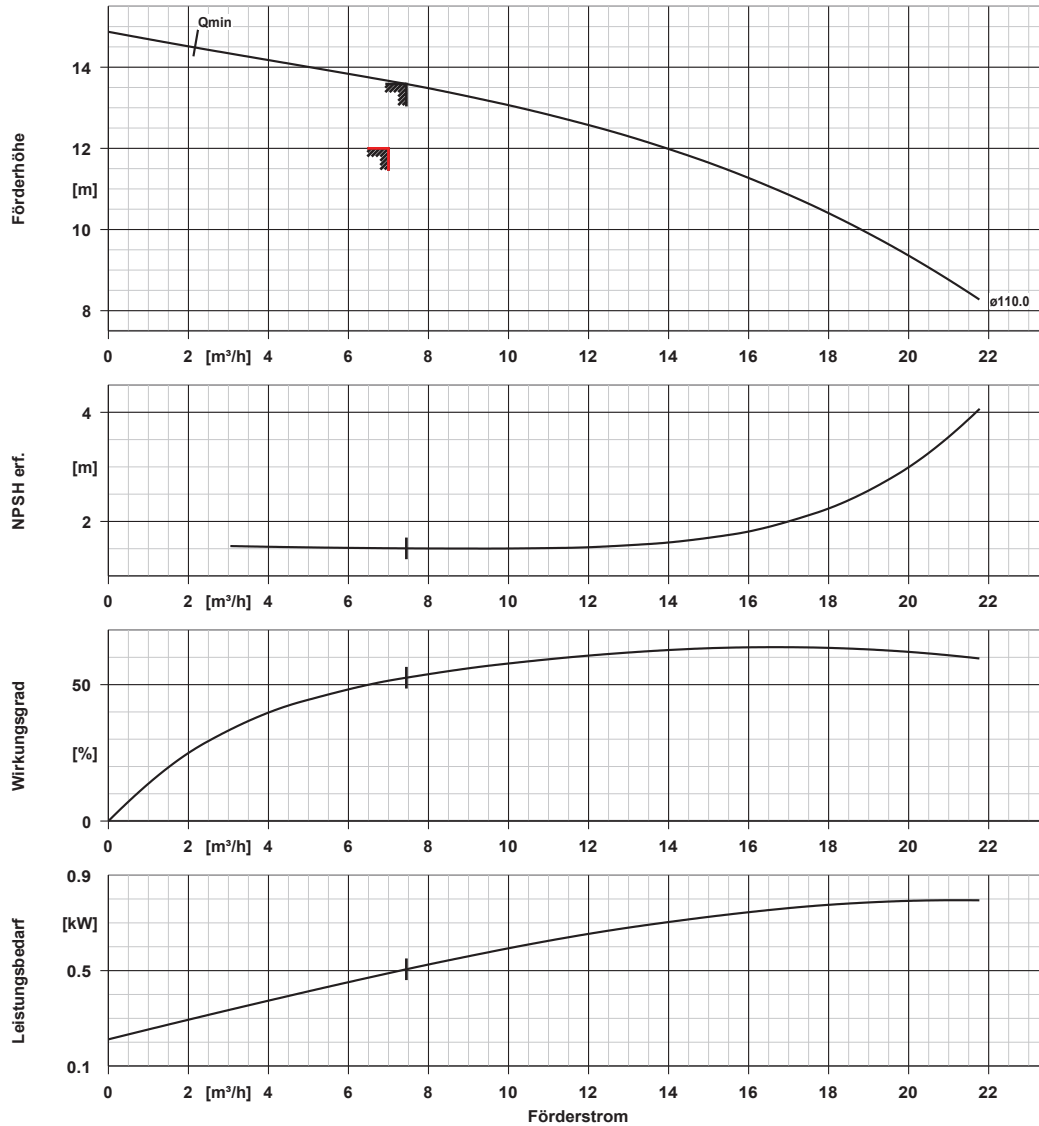 Qmin
14
12
[m]
10
8
Förderhöhe
ø110.0
0 2 [m³/h] 4 6 8 10 12 14 16 18 20 22
4
[m]
2
NPSH erf.
0 2 [m³/h] 4 6 8 10 12 14 16 18 20 22
50
[%]
0
Wirkungsgrad
0 2 [m³/h] 4 6 8 10 12 14 16 18 20 22
0.9
[kW]
0.5
0.1
Leistungsbedarf
0 2 [m³/h] 4 6 8 10 12 14 16 18 20 22
Förderstrom